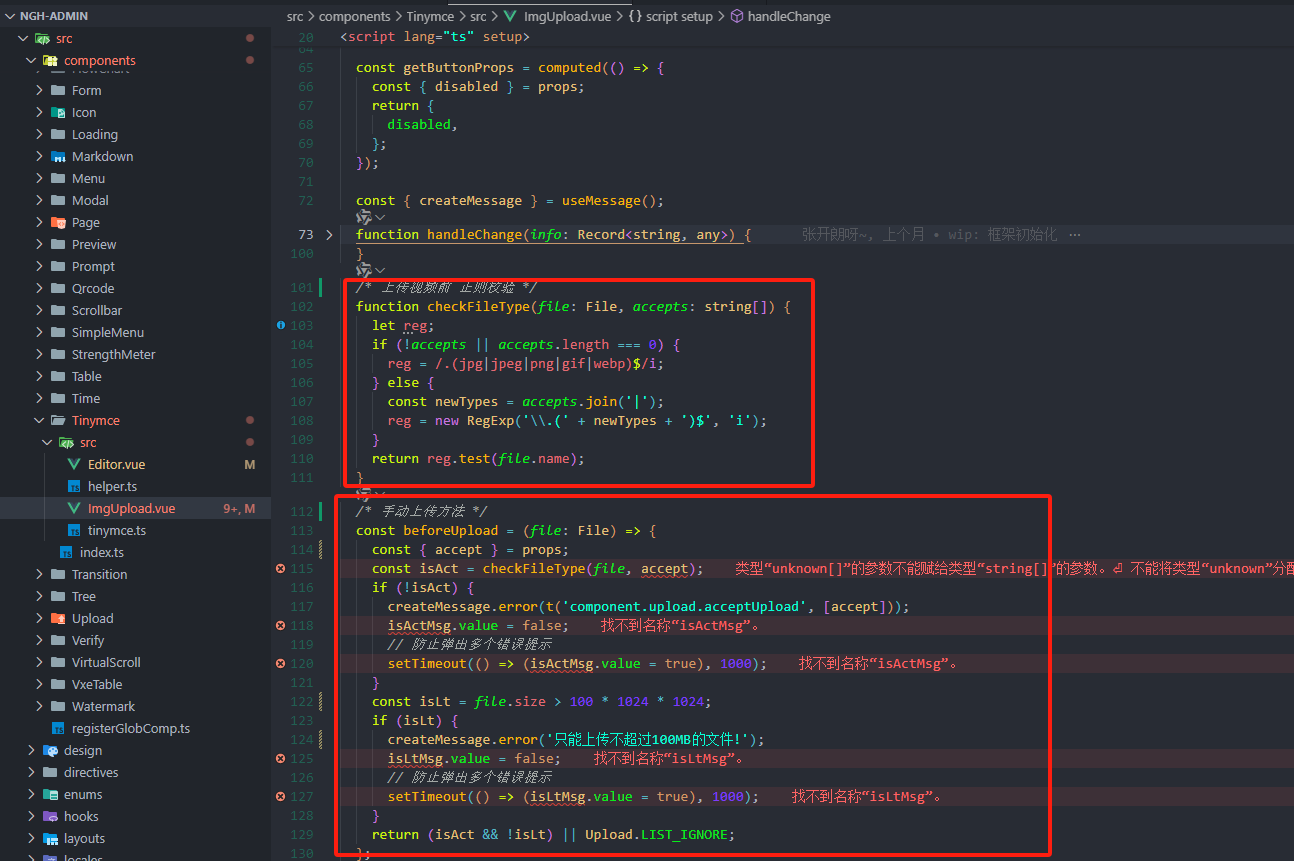 NGH-ADMIN
src
components
Form
Icon
Loading
Markdown
Menu
Modal
Page
Preview
Prompt
Qrcode
Scrollbar
SimpleMenu
StrengthMeter
Table
Time
Tinymce
src
Editor.vue M
helper.ts
ImgUpload.vue 9+, M
tinymce.ts
index.ts
Transition
Tree
Upload
Verify
VirtualScroll
VxeTable
Watermark
registerGlobComp.ts
design
directives
enums
hooks
layouts
locales
src > components > Tinymce > src > ImgUpload.vue > {} script setup > handleChange
20 <script lang="ts" setup>
64
65 const getButtonProps = computed(() => {
66 const { disabled } = props;
67 return {
68 disabled,
69 };
70 });
71
72 const { createMessage } = useMessage();
73 function handleChange(info: Record<string, any>) { 张开朗呀~, 上个月 • wip: 框架初始化 ...
100 }
101 /* 上传视频前 正则校验 */
102 function checkFileType(file: File, accepts: string[]) {
103 let reg;
104 if (!accepts || accepts.length === 0) {
105 reg = /.(jpg|jpeg|png|gif|webp)$/i;
106 } else {
107 const newTypes = accepts.join('|');
108 reg = new RegExp('\\.(' + newTypes + ')$', 'i');
109 }
110 return reg.test(file.name);
111 }
112 /* 手动上传方法 */
113 const beforeUpload = (file: File) => {
114 const { accept } = props;
115 const isAct = checkFileType(file, accept); 类型“unknown[]”的参数不能赋给类型“string[]”的参数。⏎ 不能将类型“unknown”分配
116 if (!isAct) {
117 createMessage.error(t('component.upload.acceptUpload', [accept]));
118 isActMsg.value = false; 找不到名称“isActMsg”。
119 // 防止弹出多个错误提示
120 setTimeout(() => (isActMsg.value = true), 1000); 找不到名称“isActMsg”。
121 }
122 const isLt = file.size > 100 * 1024 * 1024;
123 if (isLt) {
124 createMessage.error('只能上传不超过100MB的文件!');
125 isLtMsg.value = false; 找不到名称“isLtMsg”。
126 // 防止弹出多个错误提示
127 setTimeout(() => (isLtMsg.value = true), 1000); 找不到名称“isLtMsg”。
128 }
129 return (isAct && !isLt) || Upload.LIST_IGNORE;
130 };